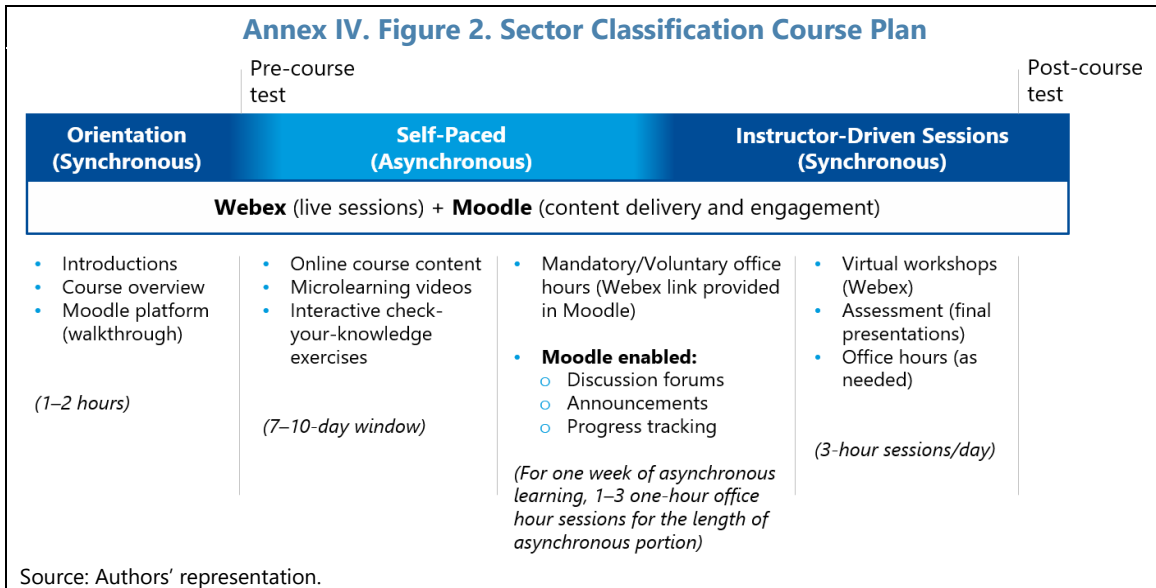 Annex IV. Figure 2. Sector Classification Course Plan
Pre-course
test
Post-course
test
Orientation
(Synchronous)
Self-Paced
(Asynchronous)
Instructor-Driven Sessions
(Synchronous)
Webex (live sessions) + Moodle (content delivery and engagement)
• Introductions
• Course overview
• Moodle platform
(walkthrough)
(1–2 hours)
• Online course content
• Microlearning videos
• Interactive check-
your-knowledge
exercises
(7–10-day window)
• Mandatory/Voluntary office
hours (Webex link provided
in Moodle)
• Moodle enabled:
o Discussion forums
o Announcements
o Progress tracking
(For one week of asynchronous
learning, 1–3 one-hour office
hour sessions for the length of
asynchronous portion)
• Virtual workshops
(Webex)
• Assessment (final
presentations)
• Office hours (as
needed)
(3-hour sessions/day)
Source: Authors’ representation.